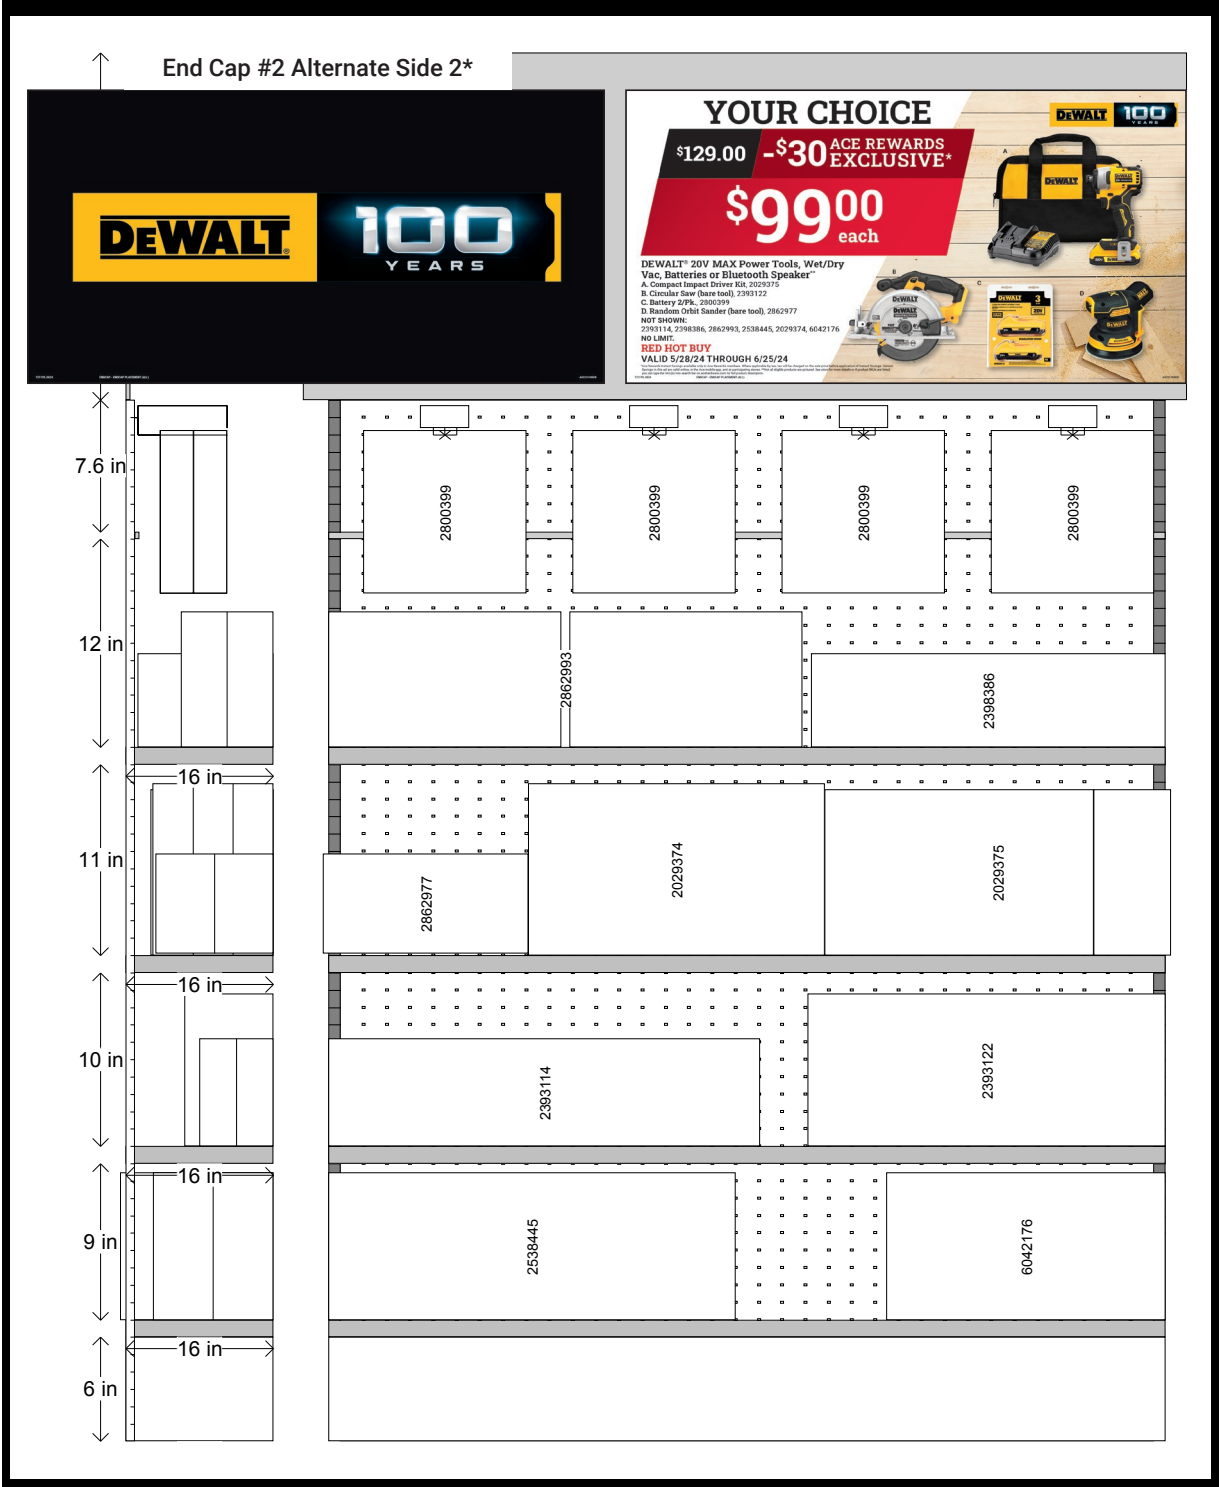 End Cap #2 Alternate Side 2*
DEWALT
100
YEARS
YOUR CHOICE
DEWALT 100
YEARS
$129.00 -$30 ACE REWARDS
EXCLUSIVE*
$99 00
each
DEWALT® 20V MAX Power Tools, Wet/Dry
Vac, Batteries or Bluetooth Speaker**
A. Compact Impact Driver Kit, 2029375
B. Circular Saw (bare tool), 2393122
C. Battery 2/Pk., 2800399
D. Random Orbit Sander (bare tool), 2862977
NOT SHOWN:
2393114, 2398386, 2862993, 2538445, 2029374, 6042176
NO LIMIT.
RED HOT BUY
VALID 5/28/24 THROUGH 6/25/24
A
B
C
D
DEWALT
7.6 in
2800399
2800399
2800399
2800399
12 in
2862993
2398386
16 in
11 in
2862977
2029374
2029375
16 in
10 in
2393114
2393122
16 in
9 in
2538445
6042176
16 in
6 in